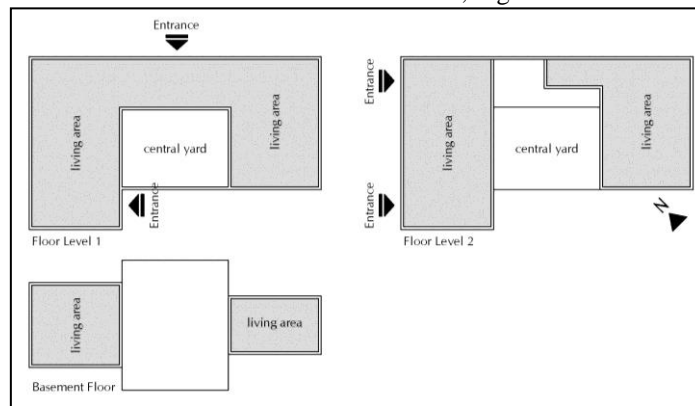 Entrance
living area
living area
central yard
Entrance
Floor Level 1
Entrance
Entrance
living area
living area
central yard
N
Floor Level 2
living area
living area
Basement Floor